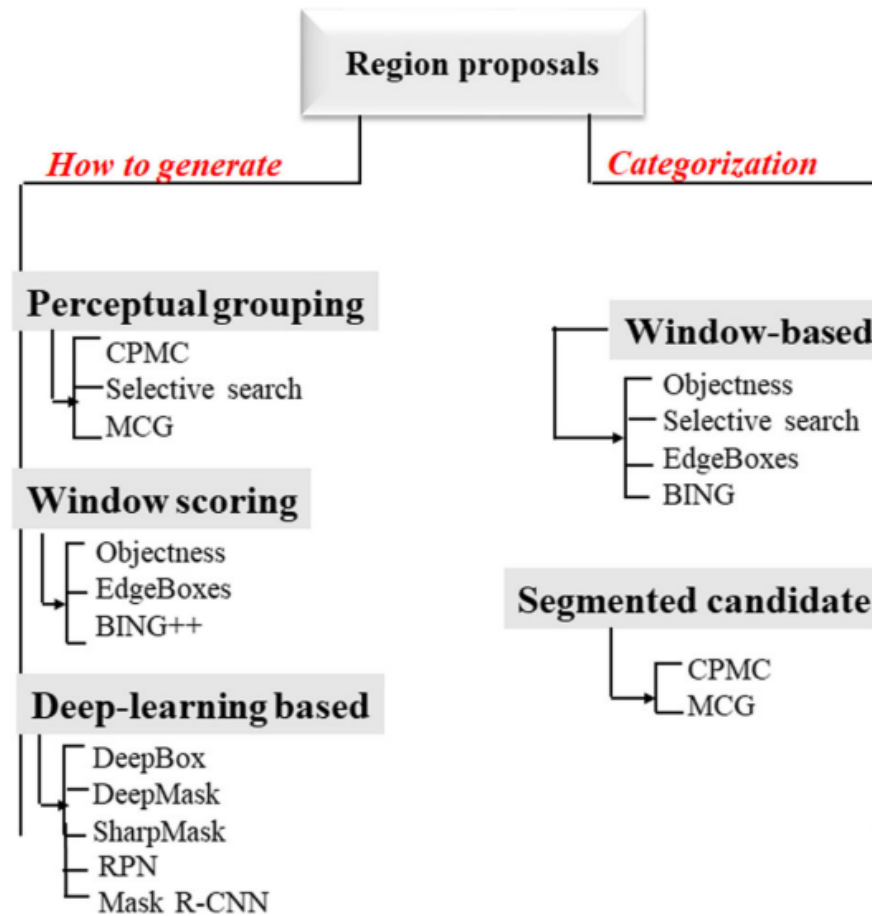 Region proposals
How to generate
Categorization
Perceptual grouping
CPMC
Selective search
MCG
Window scoring
Objectness
EdgeBoxes
BING++
Deep-learning based
DeepBox
DeepMask
SharpMask
RPN
Mask R-CNN
Window-based
Objectness
Selective search
EdgeBoxes
BING
Segmented candidate
CPMC
MCG